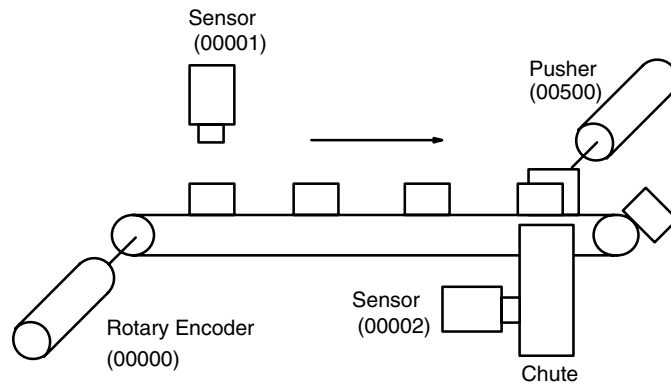 Sensor
(00001)
Pusher
(00500)
Sensor
(00002)
Rotary Encoder
(00000)
Chute